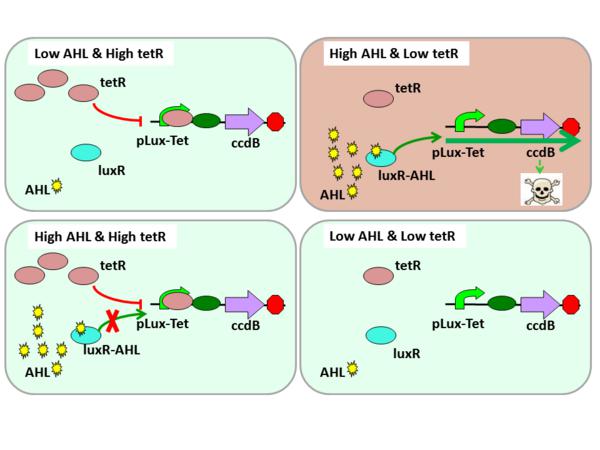 Low AHL & High tetR
tetR
pLux-Tet
ccdB
luxR
AHL
High AHL & Low tetR
tetR
pLux-Tet
ccdB
luxR-AHL
AHL
High AHL & High tetR
tetR
pLux-Tet
ccdB
luxR-AHL
AHL
Low AHL & Low tetR
tetR
pLux-Tet
ccdB
luxR
AHL